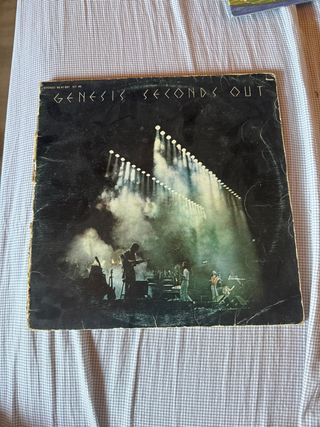 GENESIS SECONDS OUT